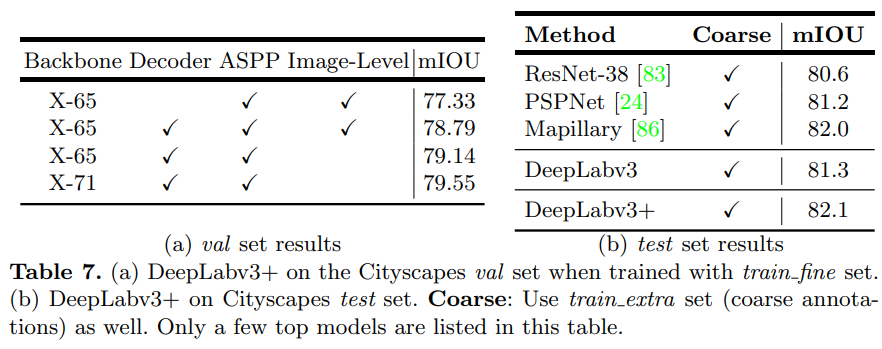 Backbone Decoder ASPP Image-Level mIOU
X-65 ✓ ✓ 77.33
X-65 ✓ ✓ ✓ 78.79
X-65 ✓ ✓ 79.14
X-71 ✓ ✓ 79.55
(a) val set results
Method Coarse mIOU
ResNet-38 [83] ✓ 80.6
PSPNet [24] ✓ 81.2
Mapillary [86] ✓ 82.0
DeepLabv3 ✓ 81.3
DeepLabv3+ ✓ 82.1
(b) test set results
Table 7. (a) DeepLabv3+ on the Cityscapes val set when trained with train_fine set.
(b) DeepLabv3+ on Cityscapes test set. Coarse: Use train_extra set (coarse annota-
tions) as well. Only a few top models are listed in this table.